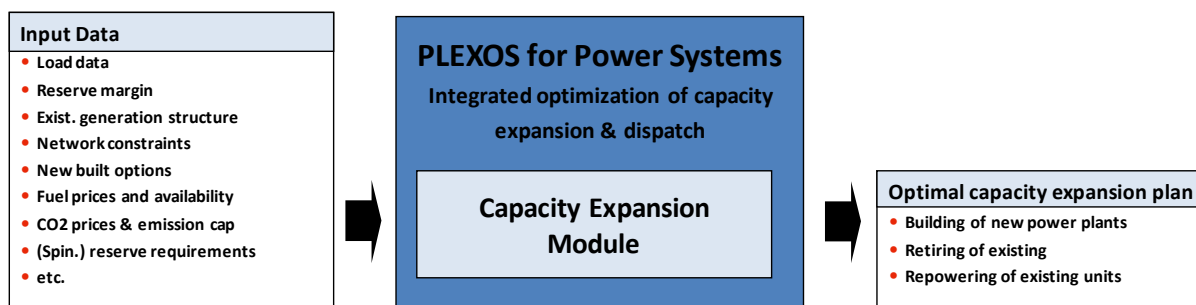 Input Data
• Load data
• Reserve margin
• Exist. generation structure
• Network constraints
• New built options
• Fuel prices and availability
• CO2 prices & emission cap
• (Spin.) reserve requirements
• etc.
PLEXOS for Power Systems
Integrated optimization of capacity
expansion & dispatch
Capacity Expansion
Module
Optimal capacity expansion plan
• Building of new power plants
• Retiring of existing
• Repowering of existing units